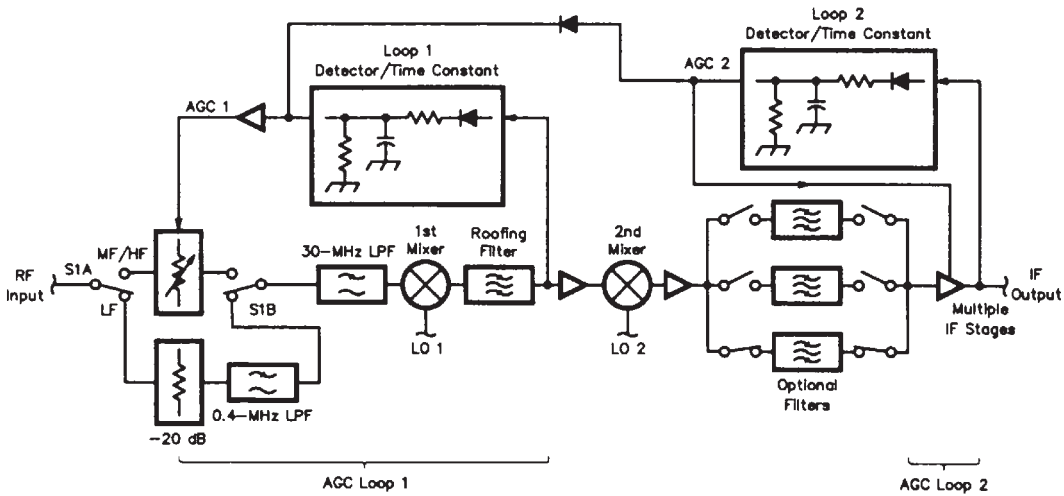 Loop 2
Detector/Time Constant
Loop 1
Detector/Time Constant
AGC 2
AGC 1
MF/HF
RF
Input
S1A
LF
S1B
30-MHz LPF
1st
Mixer
Roofing
Filter
2nd
Mixer
LO 1
LO 2
IF
Output
Multiple
IF Stages
Optional
Filters
0.4-MHz LPF
-20 dB
AGC Loop 1
AGC Loop 2